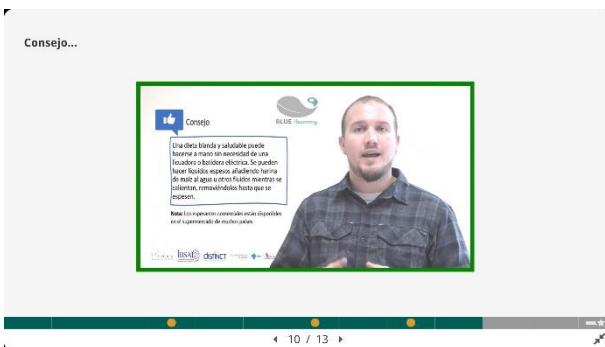 Consejo...
Consejo
BLUE
Una dieta blanda y saludable puede
hacerse a mano sin necesidad de una
licuadora o batidora eléctrica. Se pueden
hacer líquidos espesos añadiendo harina
de maíz al agua u otros fluidos mientras se
calientan, removiéndolos hasta que se
espesen.
Nota: Los espesantes comerciales están disponibles
en el supermercado de muchos países
IDSAC
distinct
10 / 13